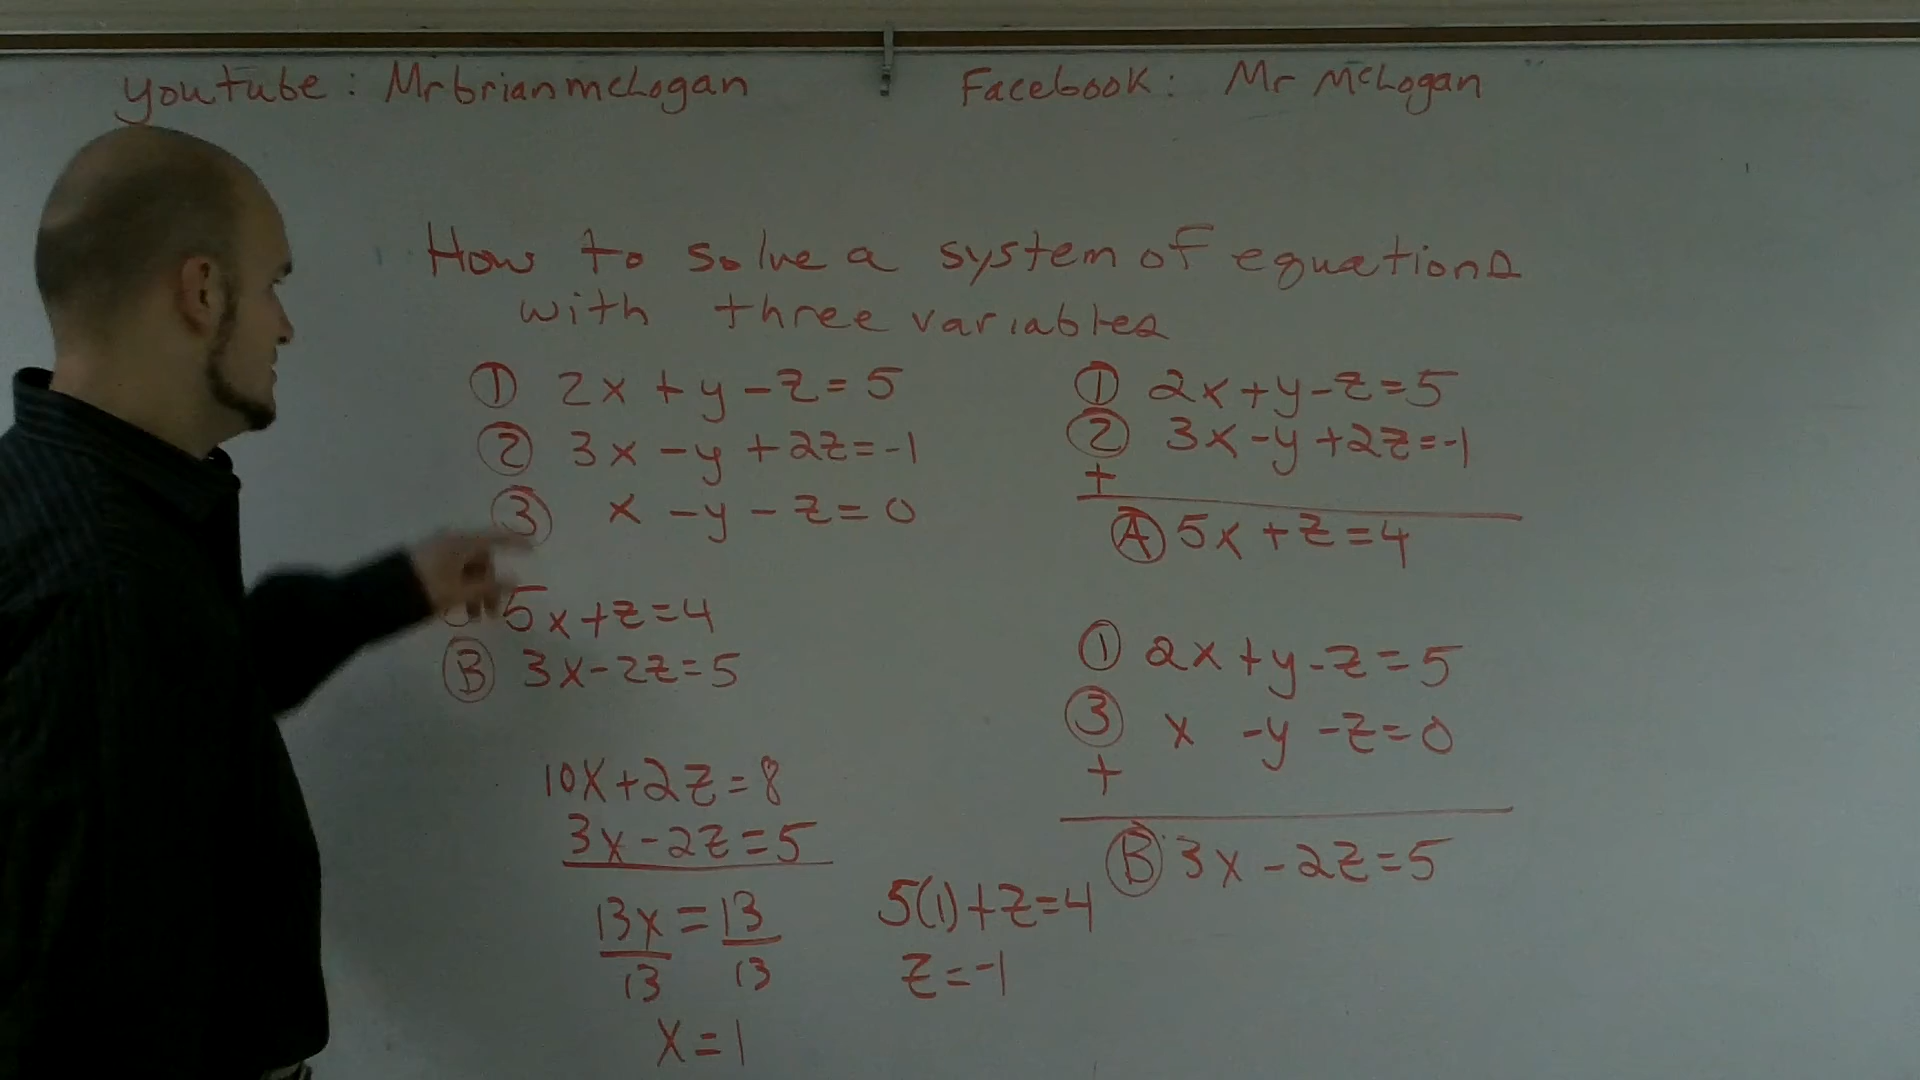 youtube: Mrbrianmclogan
Facebook: Mr McLogan
How to solve a system of equations
with three variables
① 2x + y - z = 5
② 3x - y + 2z = -1
③ x - y - z = 0
5x + z = 4
Ⓑ 3x - 2z = 5
10x + 2z = 8
3x - 2z = 5
13x = 13
13 13
x = 1
5(1) + z = 4
z = -1
① 2x + y - z = 5
② 3x - y + 2z = -1
+
Ⓐ 5x + z = 4
① 2x + y - z = 5
③ x - y - z = 0
+
Ⓑ 3x - 2z = 5